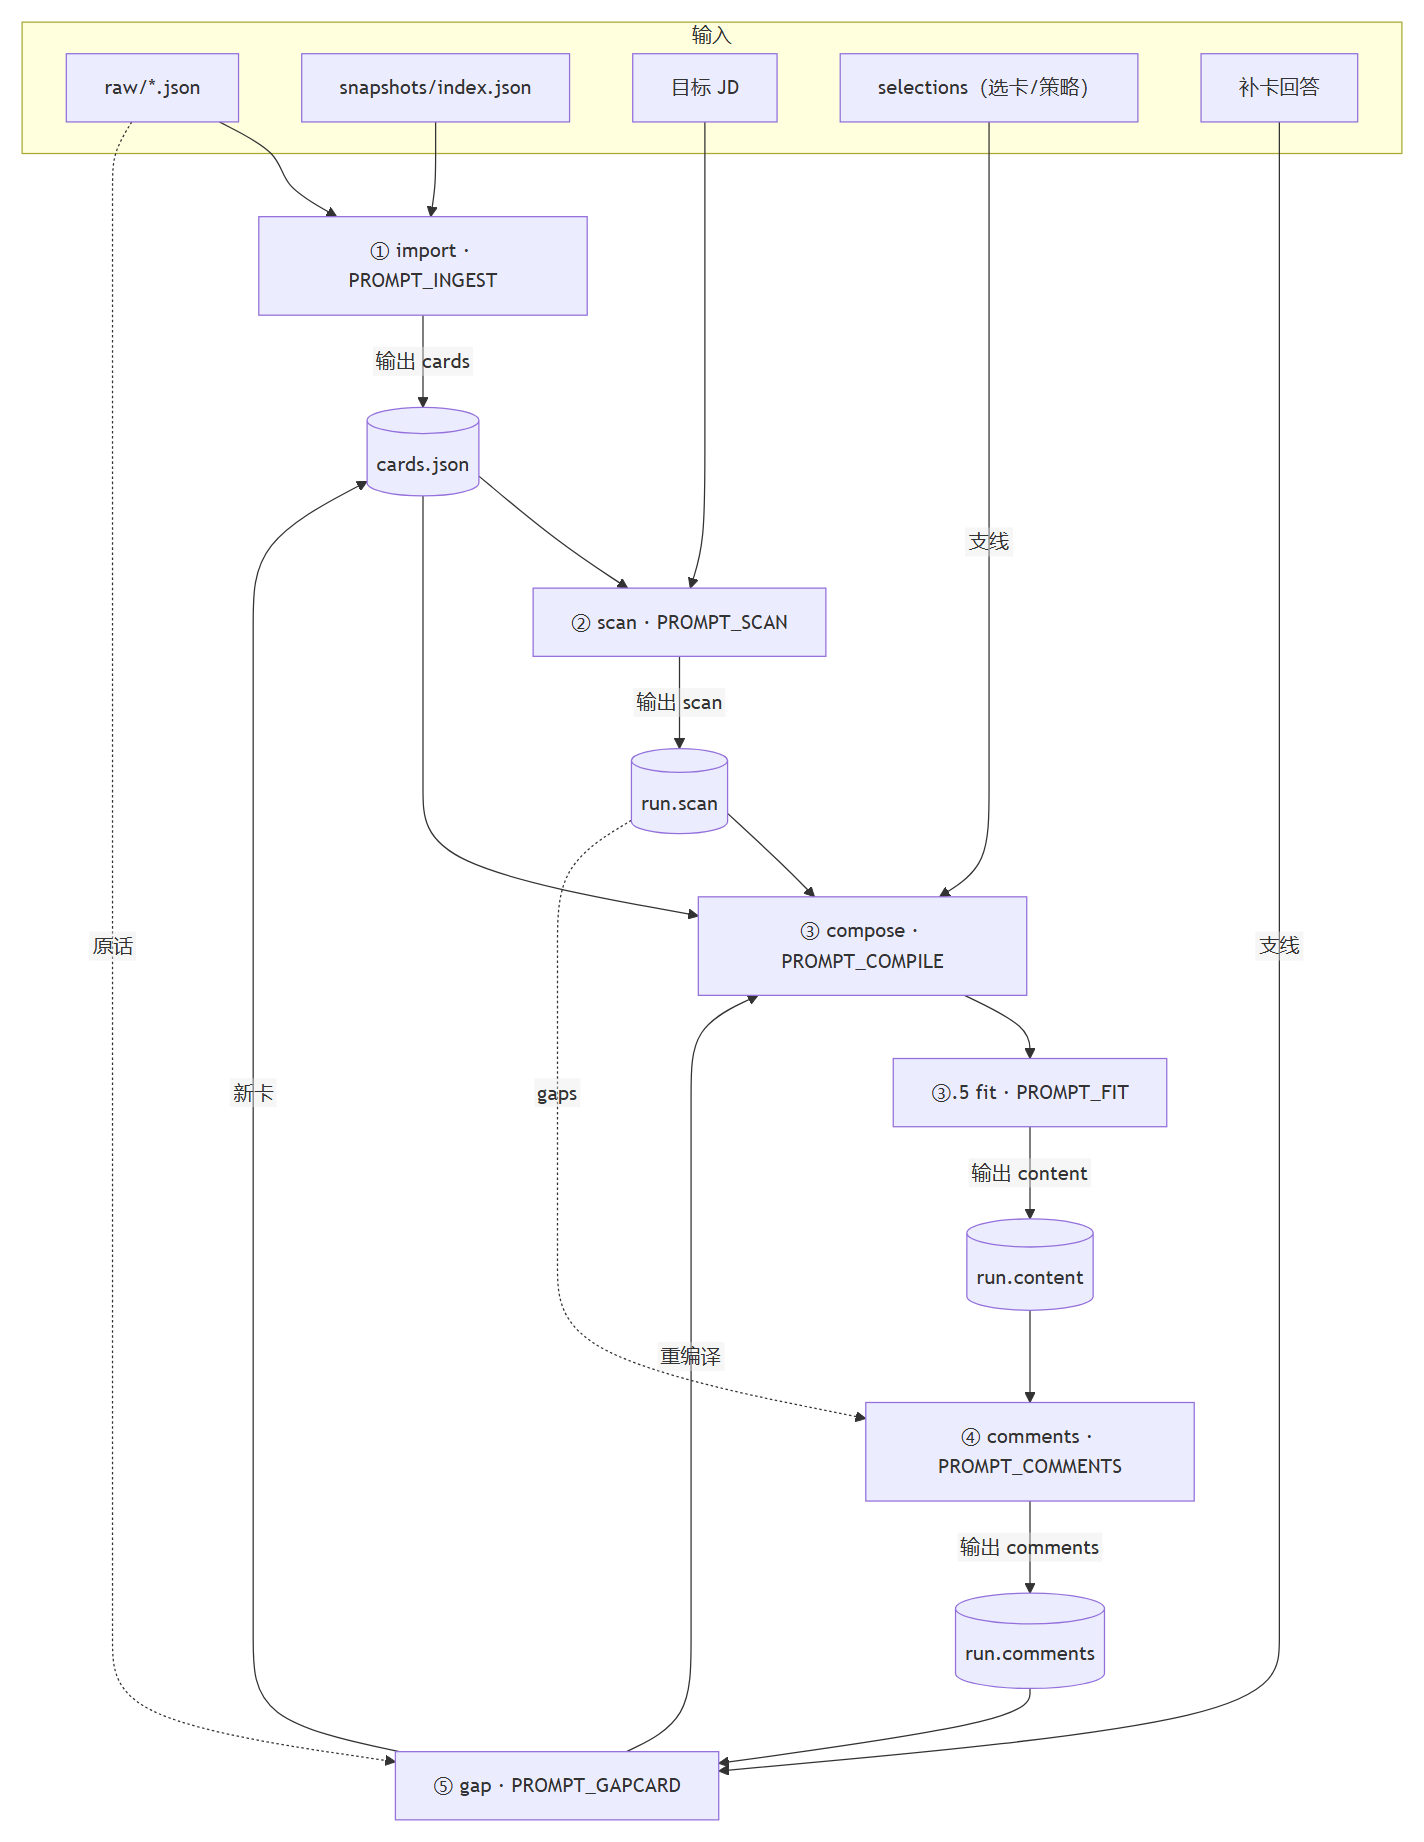 输入
raw/*.json
snapshots/index.json
目标 JD
selections（选卡/策略）
补卡回答
① import ·
PROMPT_INGEST
输出 cards
cards.json
支线
② scan · PROMPT_SCAN
输出 scan
run.scan
③ compose ·
PROMPT_COMPILE
原话
支线
新卡
gaps
③.5 fit · PROMPT_FIT
输出 content
run.content
重编译
④ comments ·
PROMPT_COMMENTS
输出 comments
run.comments
⑤ gap · PROMPT_GAPCARD